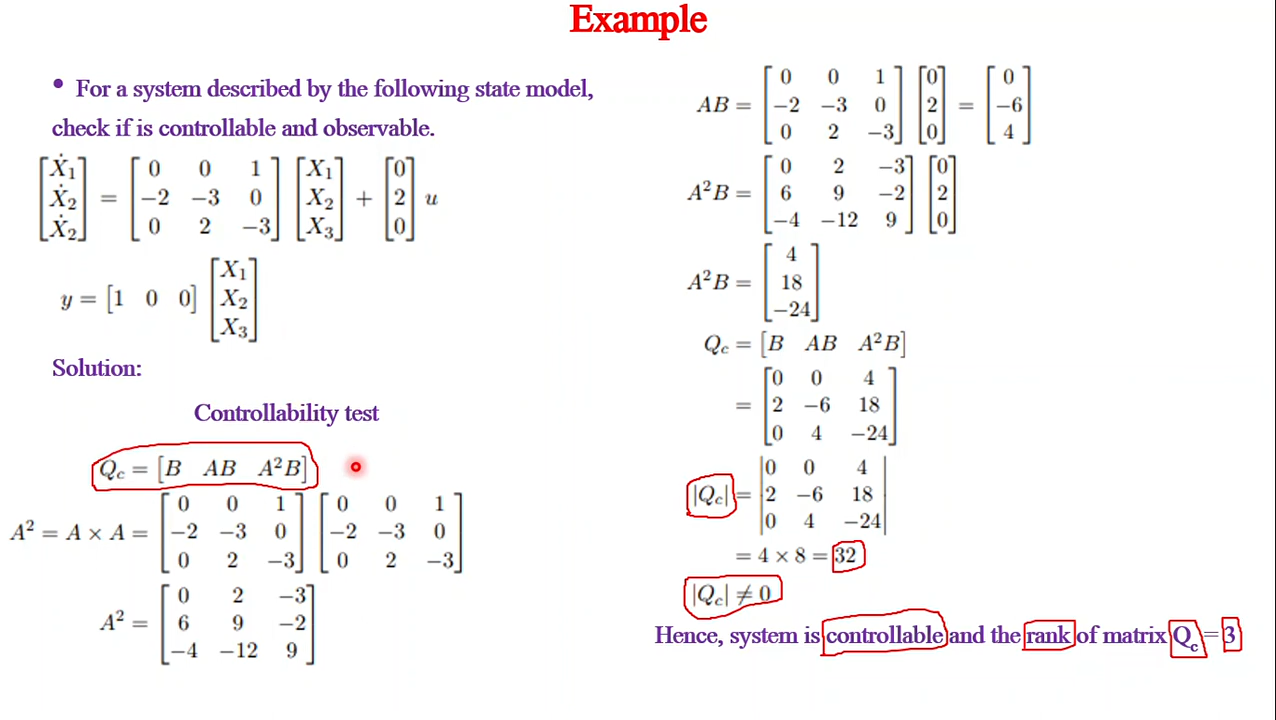 Example
• For a system described by the following state model,
check if is controllable and observable.
[Ẋ₁ Ẋ₂ Ẋ₂] = [0 0 1; −2 −3 0; 0 2 −3] [X₁ X₂ X₃] + [0 2 0] u
y = [1 0 0] [X₁ X₂ X₃]
Solution:
Controllability test
Q_c = [B AB A²B]
A² = A × A = [0 0 1; −2 −3 0; 0 2 −3] [0 0 1; −2 −3 0; 0 2 −3]
A² = [0 2 −3; 6 9 −2; −4 −12 9]
AB = [0 0 1; −2 −3 0; 0 2 −3] [0 2 0] = [0 −6 4]
A²B = [0 2 −3; 6 9 −2; −4 −12 9] [0 2 0]
A²B = [4 18 −24]
Q_c = [B AB A²B]
= [0 0 4; 2 −6 18; 0 4 −24]
|Q_c| = |0 0 4; 2 −6 18; 0 4 −24|
= 4 × 8 = 32
|Q_c| ≠ 0
Hence, system is controllable and the rank of matrix Q_c = 3